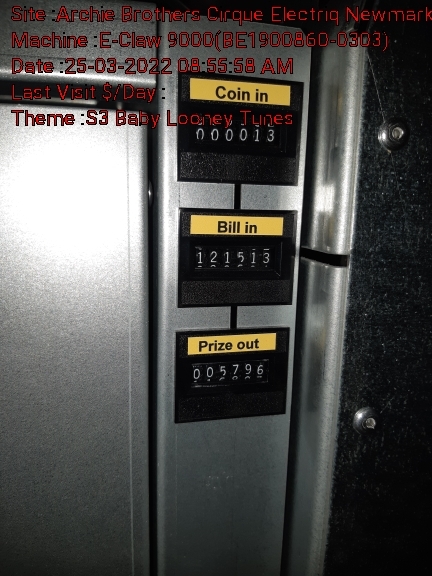 Site :Archie Brothers Cirque Electriq Newmark
Machine :E-Claw 9000(BE1900860-0303)
Date :25-03-2022 08:55:58 AM
Last Visit $/Day :
Theme :S3 Baby Looney Tunes
Coin in
000013
Bill in
121513
Prize out
005796